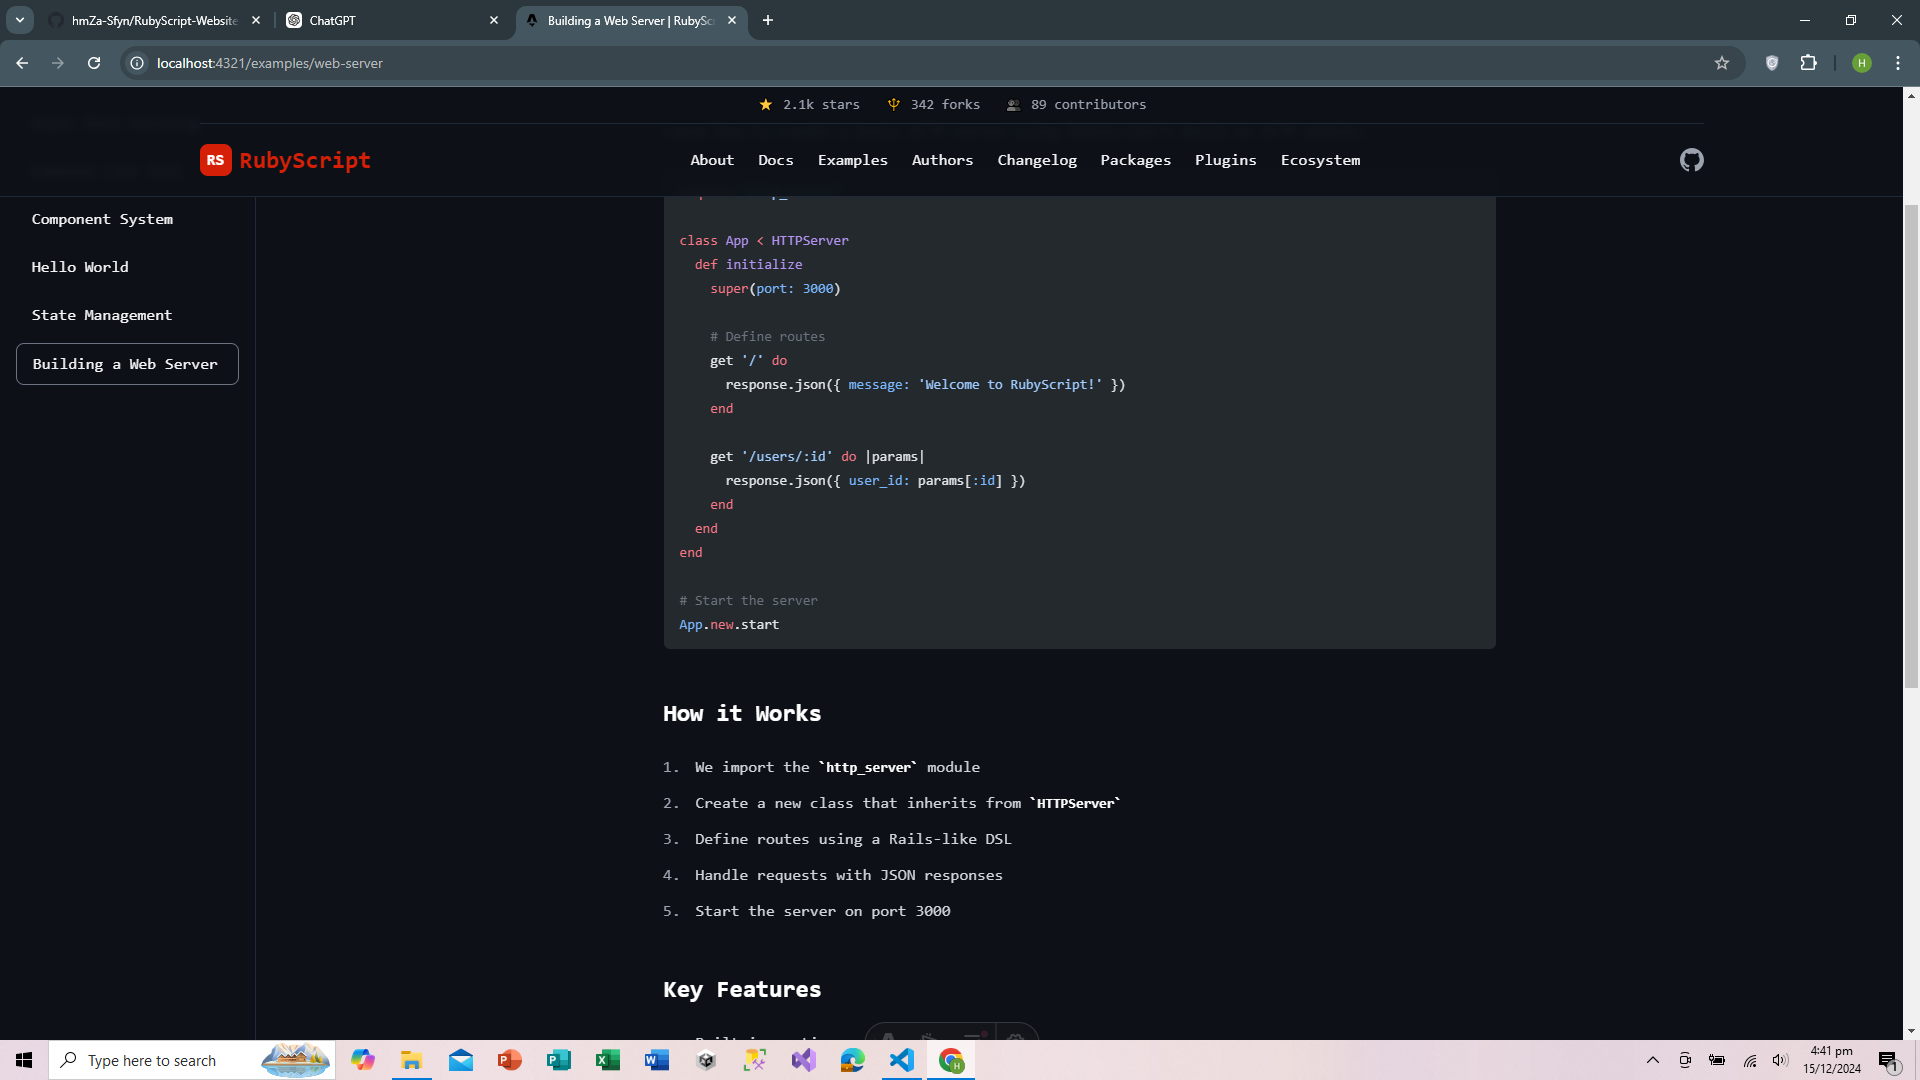 hmZa-Sfyn/RubyScript-Website
ChatGPT
Building a Web Server | RubySc
localhost:4321/examples/web-server
H
2.1k stars
342 forks
89 contributors
RS RubyScript
About
Docs
Examples
Authors
Changelog
Packages
Plugins
Ecosystem
Component System
Hello World
State Management
Building a Web Server
class App < HTTPServer
def initialize
super(port: 3000)
# Define routes
get '/' do
response.json({ message: 'Welcome to RubyScript!' })
end
get '/users/:id' do |params|
response.json({ user_id: params[:id] })
end
end
end
# Start the server
App.new.start
How it Works
1. We import the `http_server` module
2. Create a new class that inherits from `HTTPServer`
3. Define routes using a Rails-like DSL
4. Handle requests with JSON responses
5. Start the server on port 3000
Key Features
Type here to search
4:41 pm
15/12/2024
1